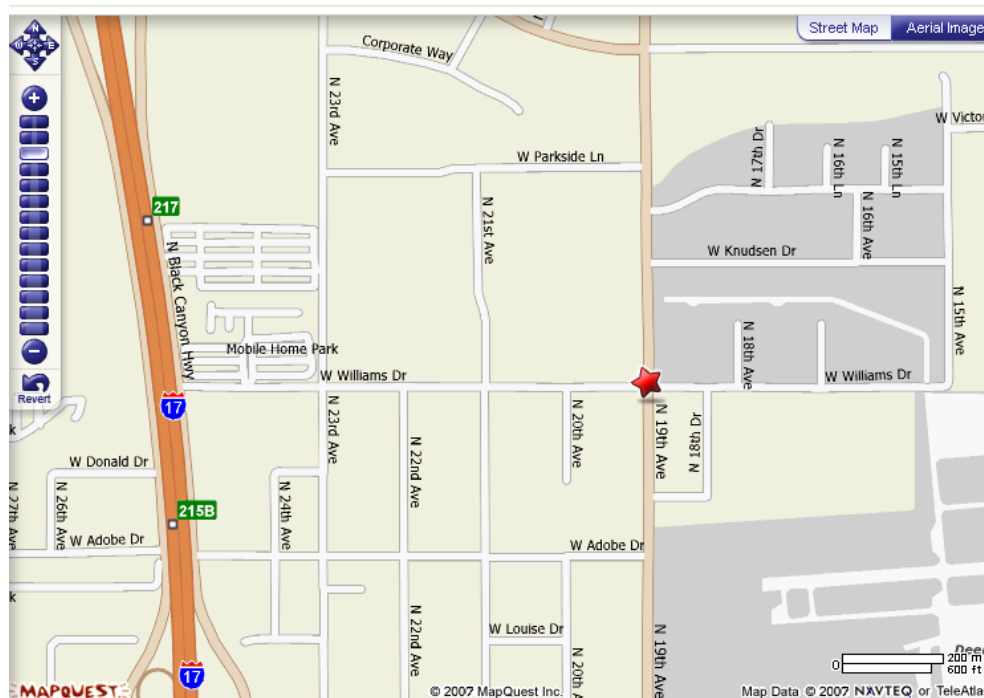 N
W
E
S
Street Map
Aerial Image
Corporate Way
N 23rd Ave
W Parkside Ln
N 17th Dr
N 16th Ln
N 15th Ln
N 16th Ave
217
N Black Canyon Hwy
N 21st Ave
W Knudsen Dr
N 15th Ave
N 18th Ave
Mobile Home Park
W Williams Dr
W Williams Dr
Revert
17
N 23rd Ave
N 22nd Ave
N 20th Ave
N 19th Ave
N 18th Dr
W Donald Dr
N 27th Ave
N 26th Ave
N 24th Ave
215B
W Adobe Dr
W Adobe Dr
k
k
N 22nd Ave
W Louise Dr
N 20th A
N 19th Ave
0
200 m
600 ft
17
MAPQUEST
© 2007 MapQuest Inc.
Map Data © 2007 NAVTEQ or TeleAtla